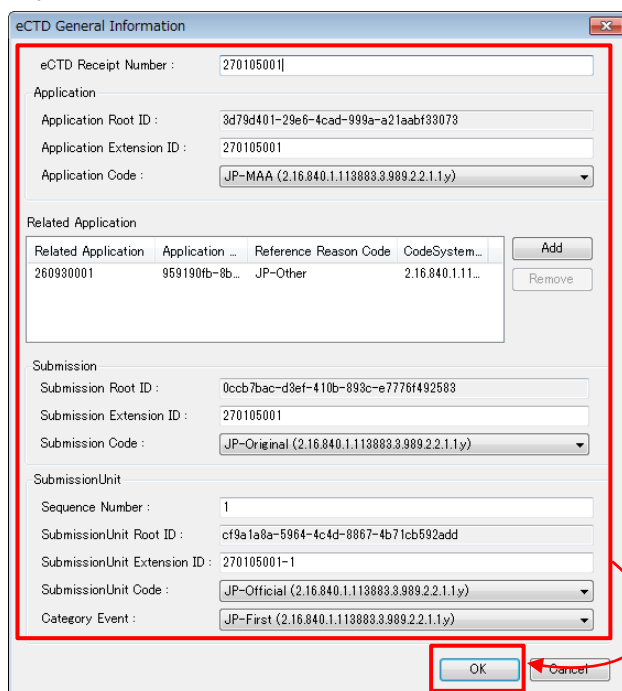 eCTD General Information
eCTD Receipt Number : 270105001
Application
Application Root ID : 3d79d401-29e6-4cad-999a-a21aabf33073
Application Extension ID : 270105001
Application Code : JP-MAA (2.16.840.1.113883.3.989.2.2.1.1.y)
Related Application
Related Application Application ... Reference Reason Code CodeSystem... Add
260930001 959190fb-8b... JP-Other 2.16.840.1.11... Remove
Submission
Submission Root ID : 0ccb7bac-d3ef-410b-893c-e7776f492583
Submission Extension ID : 270105001
Submission Code : JP-Original (2.16.840.1.113883.3.989.2.2.1.1.y)
SubmissionUnit
Sequence Number : 1
SubmissionUnit Root ID : cf9a1a8a-5964-4c4d-8867-4b71cb592add
SubmissionUnit Extension ID : 270105001-1
SubmissionUnit Code : JP-Official (2.16.840.1.113883.3.989.2.2.1.1.y)
Category Event : JP-First (2.16.840.1.113883.3.989.2.2.1.1.y)
OK Cancel